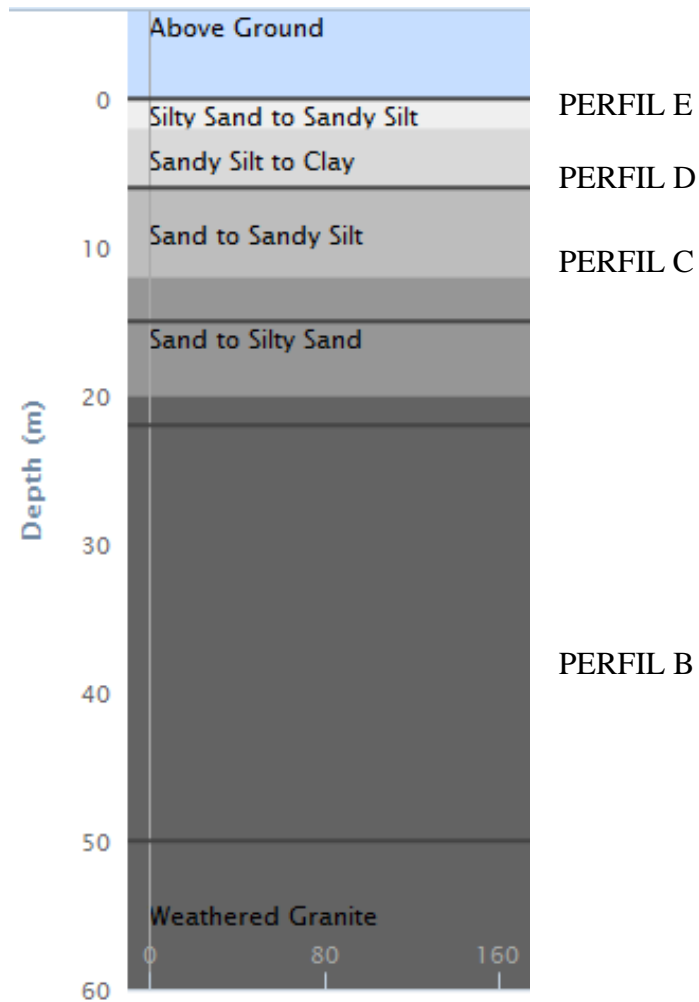 Above Ground
0
PERFIL E
Silty Sand to Sandy Silt
Sandy Silt to Clay
PERFIL D
Sand to Sandy Silt
10
PERFIL C
Sand to Silty Sand
20
Depth (m)
30
PERFIL B
40
50
Weathered Granite
0 80 160
60